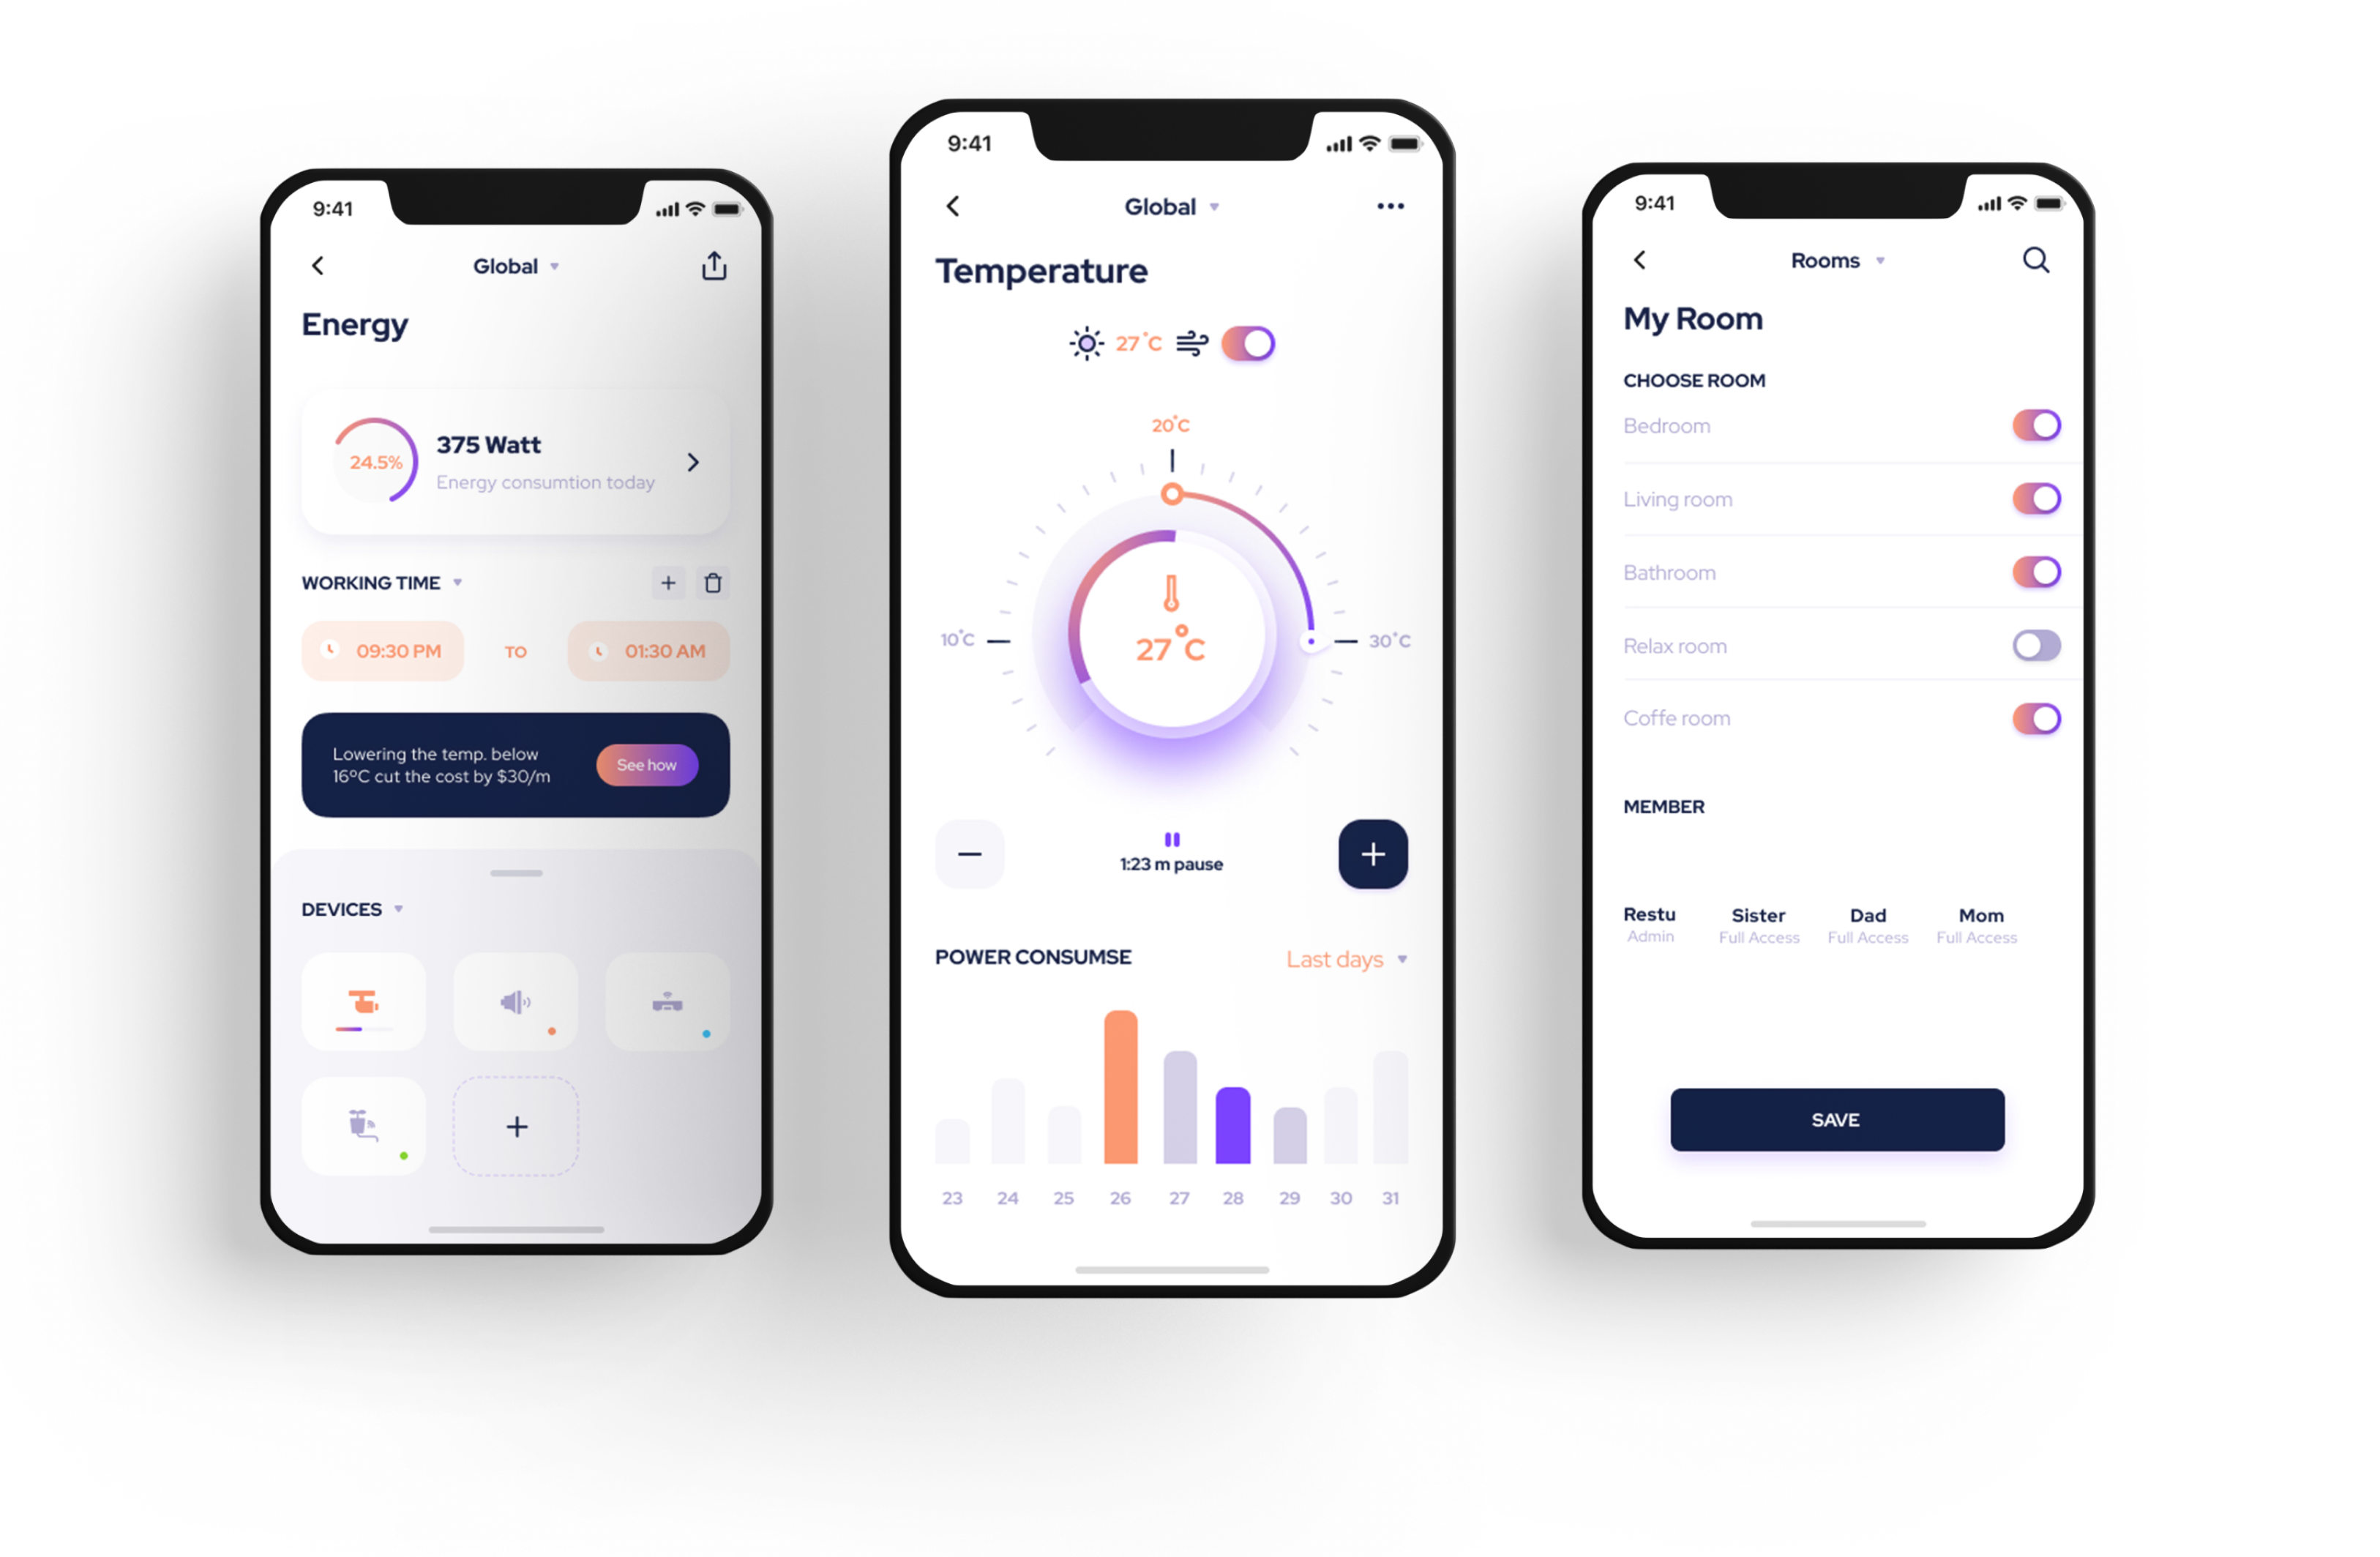 9:41
Global
Energy
24.5%
375 Watt
Energy consumtion today
WORKING TIME
09:30 PM TO 01:30 AM
Lowering the temp. below
16ºC cut the cost by $30/m
See how
DEVICES
9:41
Global
Temperature
27°C
20°C
10°C
27°C
30°C
1:23 m pause
POWER CONSUMSE
Last days
23 24 25 26 27 28 29 30 31
9:41
Rooms
My Room
CHOOSE ROOM
Bedroom
Living room
Bathroom
Relax room
Coffe room
MEMBER
Restu Sister Dad Mom
Admin Full Access Full Access Full Access
SAVE